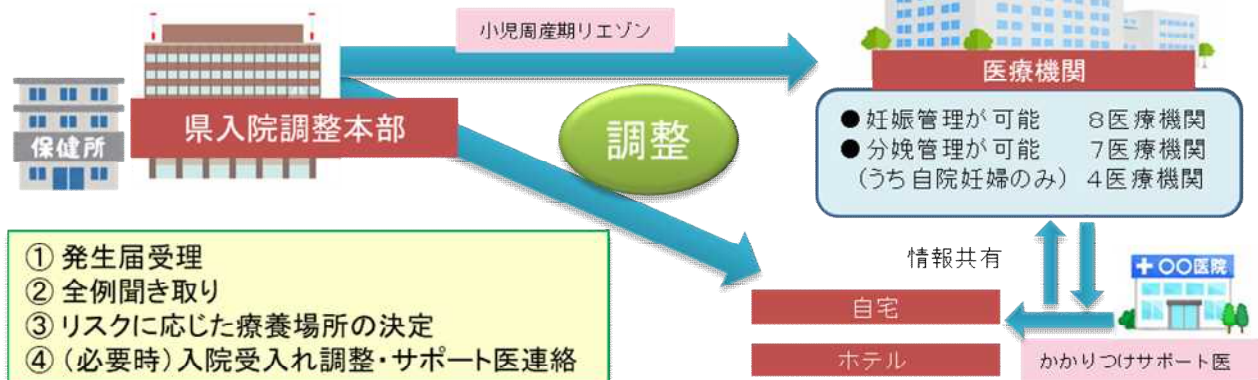 小児周産期リエゾン
医療機関
保健所
県入院調整本部
調整
●妊娠管理が可能 8医療機関
●分娩管理が可能 7医療機関
(うち自院妊婦のみ) 4医療機関
① 発生届受理
② 全例聞き取り
③ リスクに応じた療養場所の決定
④ (必要時)入院受入れ調整・サポート医連絡
情報共有
+〇〇医院
自宅
ホテル
かかりつけサポート医